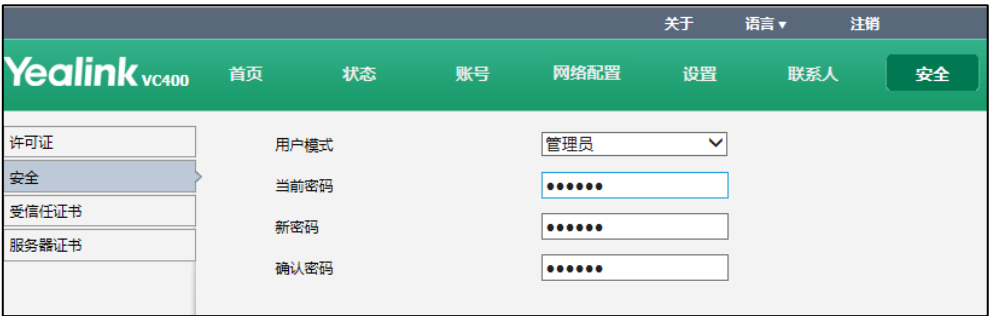 关于 语言▼ 注销
Yealink VC400 首页 状态 账号 网络配置 设置 联系人 安全
许可证
用户模式 管理员
安全
当前密码 ••••••
受信任证书
新密码 ••••••
服务器证书
确认密码 ••••••